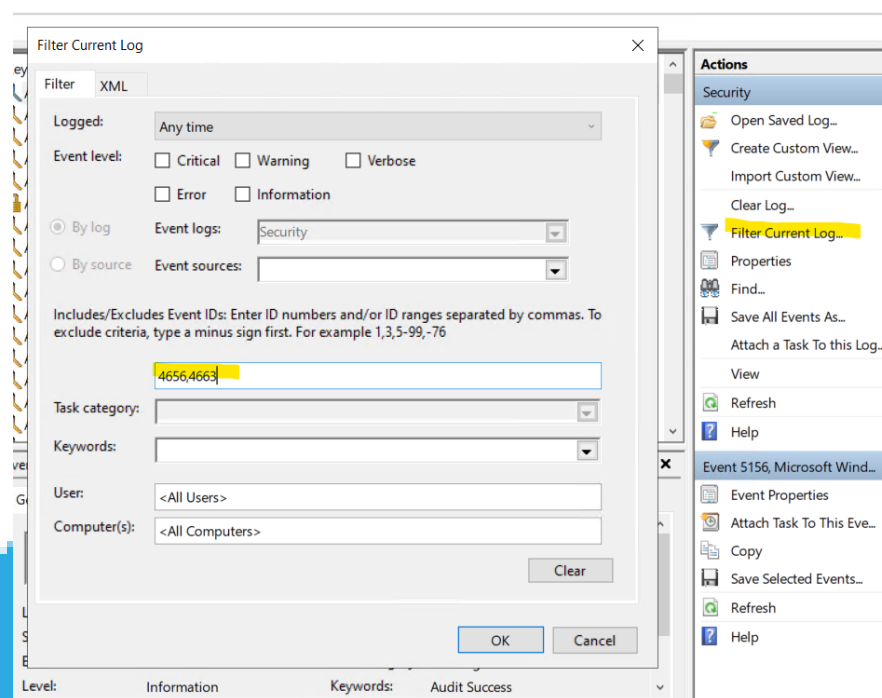 Filter Current Log
Filter
XML
Logged:
Any time
Event level:
Critical
Warning
Verbose
Error
Information
By log
Event logs:
Security
By source
Event sources:
Includes/Excludes Event IDs: Enter ID numbers and/or ID ranges separated by commas. To
exclude criteria, type a minus sign first. For example 1,3,5-99,-76
4656,4663
Task category:
Keywords:
User:
<All Users>
Computer(s):
<All Computers>
Clear
OK
Cancel
Level:
Information
Keywords:
Audit Success
Actions
Security
Open Saved Log...
Create Custom View...
Import Custom View...
Clear Log...
Filter Current Log...
Properties
Find...
Save All Events As...
Attach a Task To this Log..
View
Refresh
Help
Event 5156, Microsoft Wind...
Event Properties
Attach Task To This Eve...
Copy
Save Selected Events...
Refresh
Help